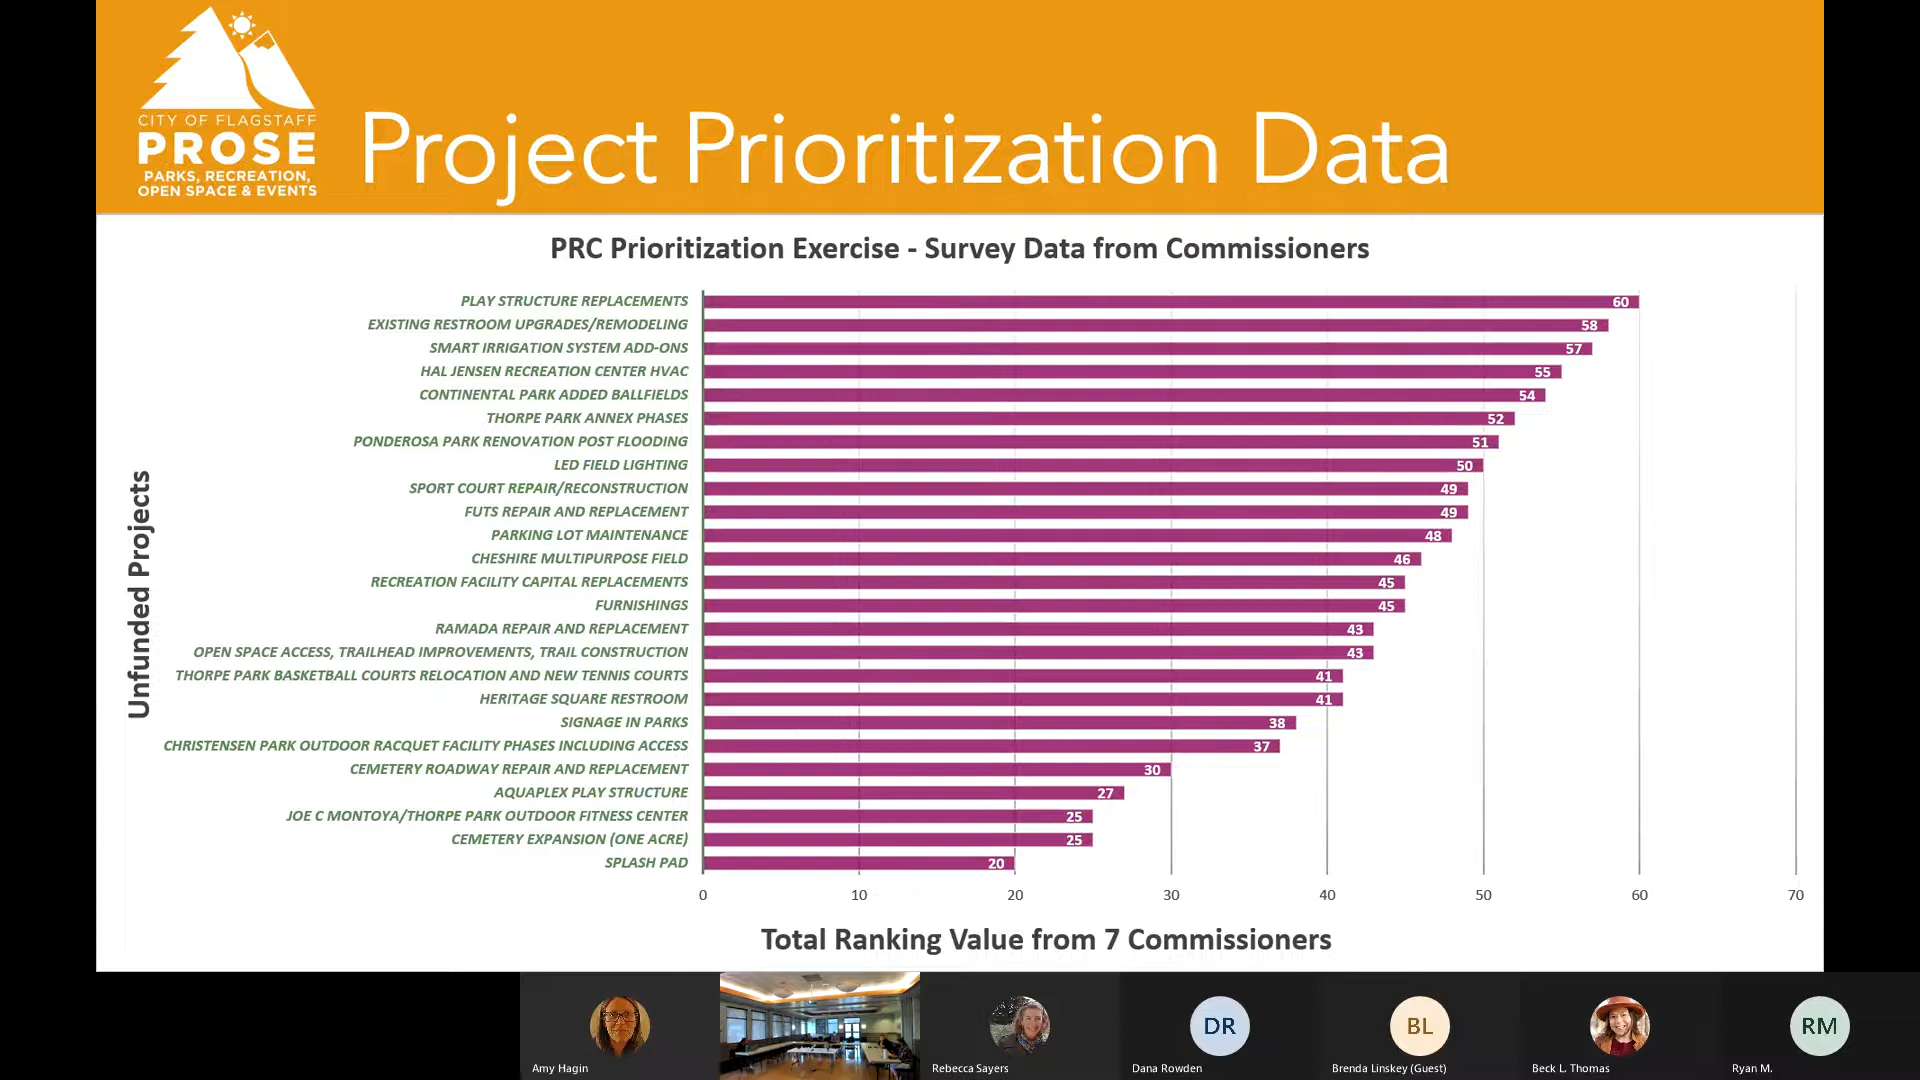 CITY OF FLAGSTAFF
PROSE
PARKS, RECREATION,
OPEN SPACE & EVENTS
Project Prioritization Data
PRC Prioritization Exercise - Survey Data from Commissioners
Unfunded Projects
PLAY STRUCTURE REPLACEMENTS 60
EXISTING RESTROOM UPGRADES/REMODELING 58
SMART IRRIGATION SYSTEM ADD-ONS 57
HAL JENSEN RECREATION CENTER HVAC 55
CONTINENTAL PARK ADDED BALLFIELDS 54
THORPE PARK ANNEX PHASES 52
PONDEROSA PARK RENOVATION POST FLOODING 51
LED FIELD LIGHTING 50
SPORT COURT REPAIR/RECONSTRUCTION 49
FUTS REPAIR AND REPLACEMENT 49
PARKING LOT MAINTENANCE 48
CHESHIRE MULTIPURPOSE FIELD 46
RECREATION FACILITY CAPITAL REPLACEMENTS 45
FURNISHINGS 45
RAMADA REPAIR AND REPLACEMENT 43
OPEN SPACE ACCESS, TRAILHEAD IMPROVEMENTS, TRAIL CONSTRUCTION 43
THORPE PARK BASKETBALL COURTS RELOCATION AND NEW TENNIS COURTS 41
HERITAGE SQUARE RESTROOM 41
SIGNAGE IN PARKS 38
CHRISTENSEN PARK OUTDOOR RACQUET FACILITY PHASES INCLUDING ACCESS 37
CEMETERY ROADWAY REPAIR AND REPLACEMENT 30
AQUAPLEX PLAY STRUCTURE 27
JOE C MONTOYA/THORPE PARK OUTDOOR FITNESS CENTER 25
CEMETERY EXPANSION (ONE ACRE) 25
SPLASH PAD 20
0 10 20 30 40 50 60 70
Total Ranking Value from 7 Commissioners
DR BL RM
Amy Hagin Rebecca Sayers Dana Rowden Brenda Linskey (Guest) Beck L. Thomas Ryan M.